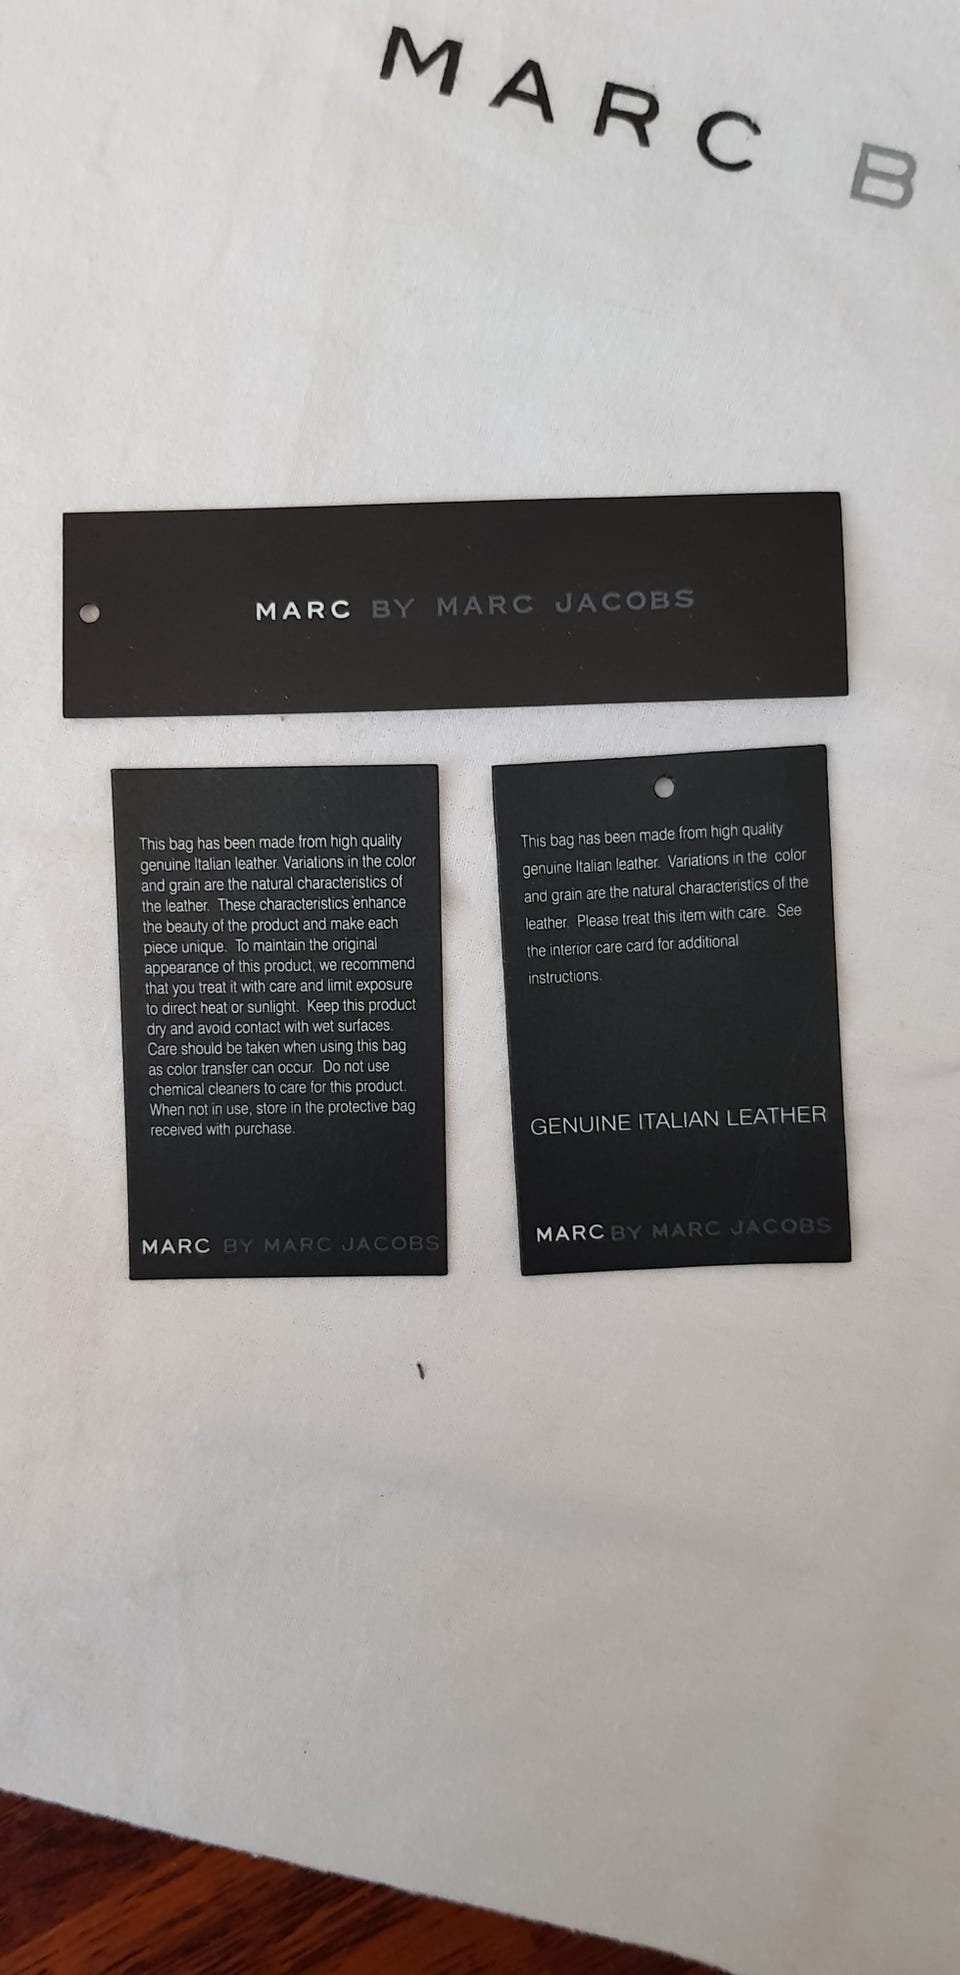 MARC B
MARC BY MARC JACOBS
This bag has been made from high quality
genuine Italian leather. Variations in the color
and grain are the natural characteristics of
the leather. These characteristics enhance
the beauty of the product and make each
piece unique. To maintain the original
appearance of this product, we recommend
that you treat it with care and limit exposure
to direct heat or sunlight. Keep this product
dry and avoid contact with wet surfaces.
Care should be taken when using this bag
as color transfer can occur. Do not use
chemical cleaners to care for this product.
When not in use, store in the protective bag
received with purchase.
MARC BY MARC JACOBS
This bag has been made from high quality
genuine Italian leather. Variations in the color
and grain are the natural characteristics of the
leather. Please treat this item with care. See
the interior care card for additional
instructions.
GENUINE ITALIAN LEATHER
MARC BY MARC JACOBS